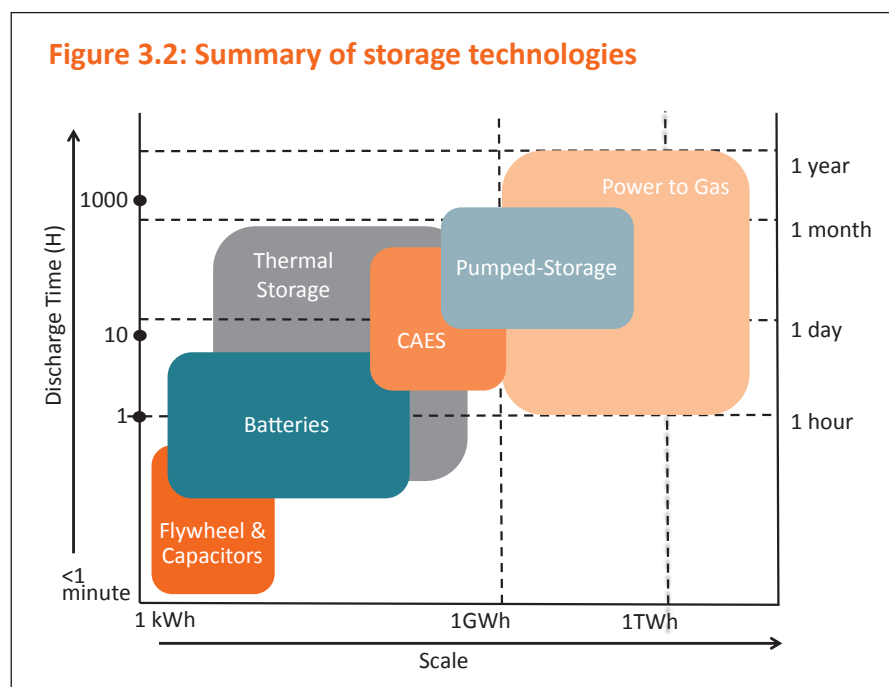 Figure 3.2: Summary of storage technologies
Discharge Time (H)
1000
10
1
<1
minute
1 year
1 month
1 day
1 hour
Power to Gas
Pumped-Storage
Thermal
Storage
CAES
Batteries
Flywheel &
Capacitors
1 kWh
1GWh
1TWh
Scale